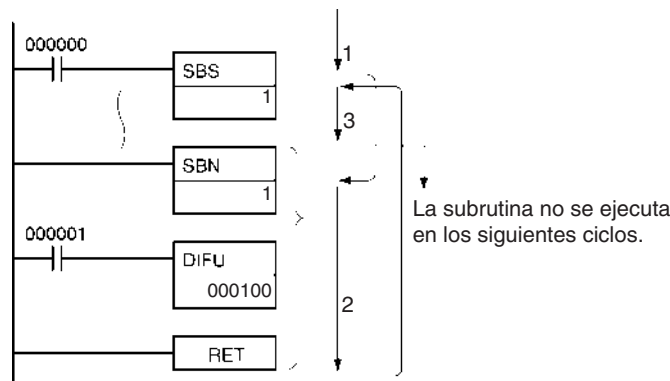 000000
SBS
1
1
3
SBN
1
La subrutina no se ejecuta
en los siguientes ciclos.
000001
DIFU
000100
2
RET